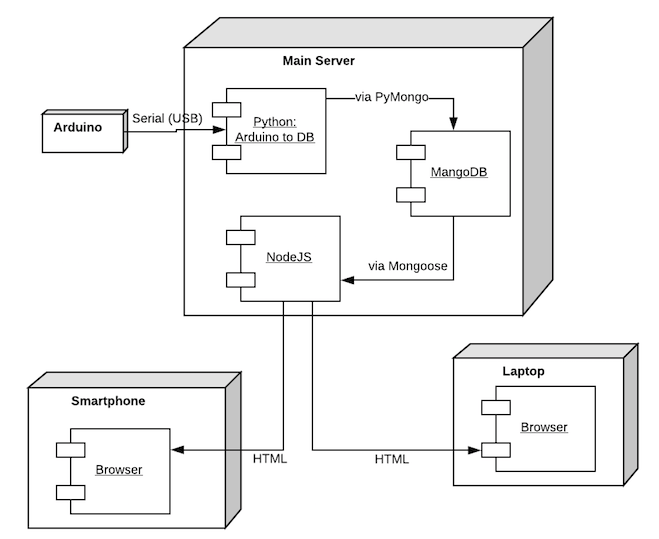 Main Server
Arduino
Serial (USB)
Python:
Arduino to DB
via PyMongo
MangoDB
NodeJS
via Mongoose
Smartphone
Browser
HTML
HTML
Laptop
Browser